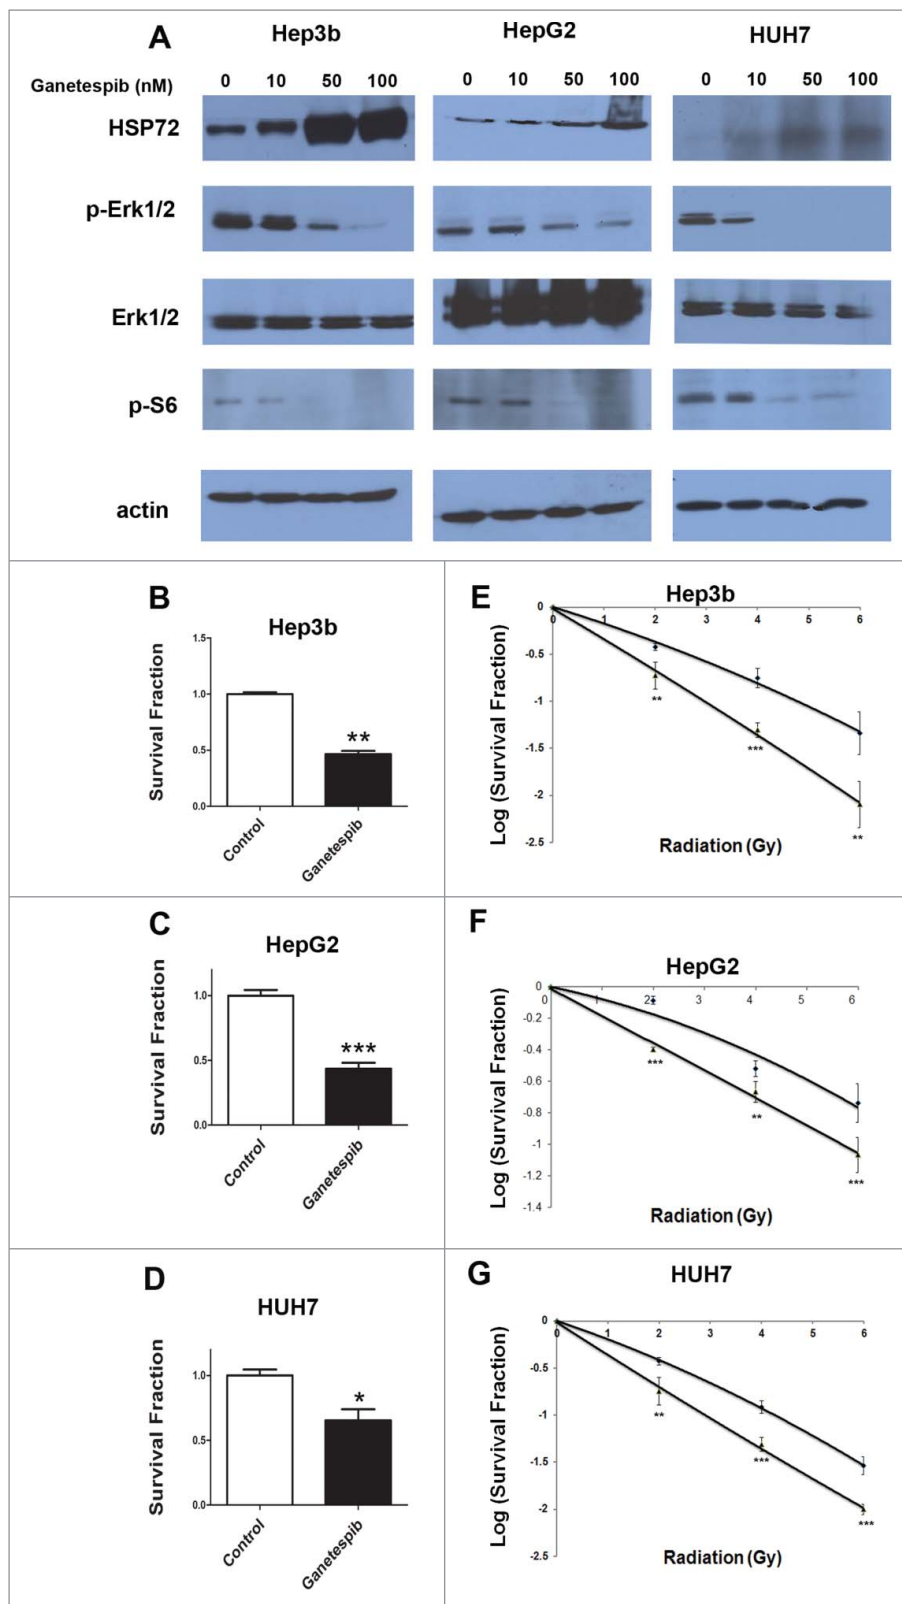 A
Hep3b HepG2 HUH7
Ganetespib (nM) 0 10 50 100 0 10 50 100 0 10 50 100
HSP72
p-Erk1/2
Erk1/2
p-S6
actin
B
Hep3b
Survival Fraction
1.5
1.0
0.5
0.0
**
Control
Ganetespib
E
Hep3b
Log (Survival Fraction)
0
-0.5
-1
-1.5
-2
-2.5
0 1 2 3 4 5 6
**
***
**
Radiation (Gy)
C
HepG2
Survival Fraction
1.0
0.5
0.0
***
Control
Ganetespib
F
HepG2
Log (Survival Fraction)
0
-0.2
-0.4
-0.6
-0.8
-1
-1.2
-1.4
0 1 2 3 4 5 6
***
**
***
Radiation (Gy)
D
HUH7
Survival Fraction
1.0
0.5
0.0
*
Control
Ganetespib
G
HUH7
Log (Survival Fraction)
0
-0.5
-1
-1.5
-2
-2.5
0 1 2 3 4 5 6
**
***
***
Radiation (Gy)